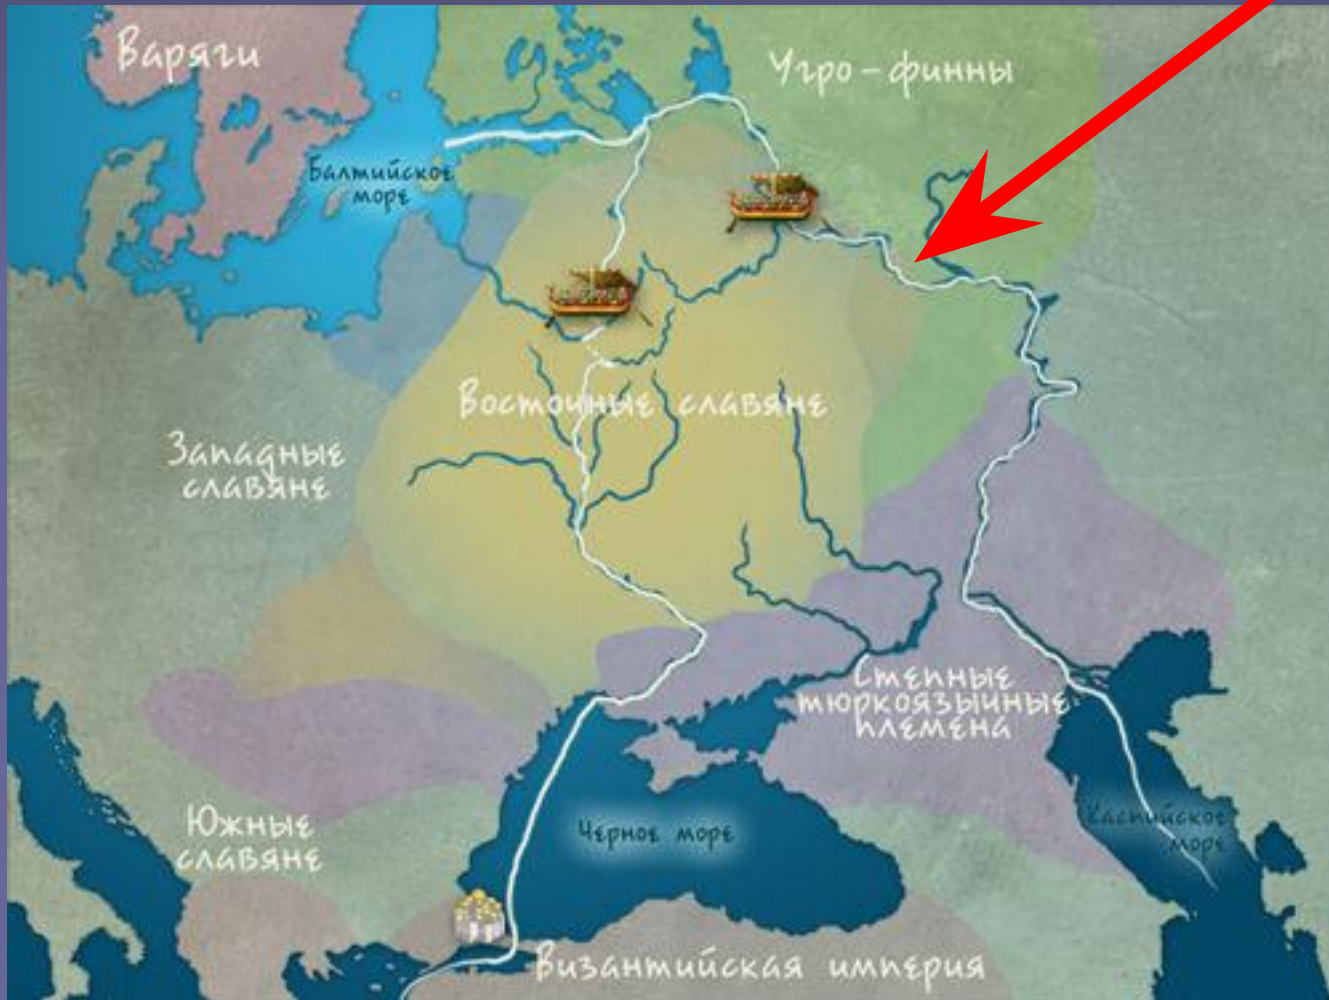 Варяги
Угро-финны
Балтийское
море
Восточные славяне
Западные
славяне
Степные
тюркоязычные
племена
Южные
славяне
Черное море
Каспийское
море
Византийская империя